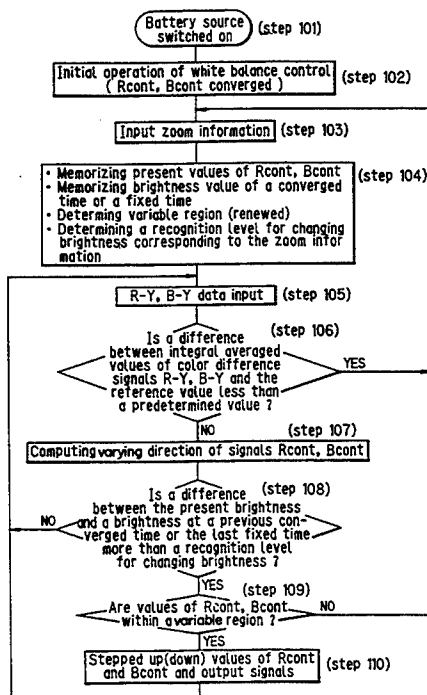 Battery source
switched on
(step 101)
Initial operation of white balance control
( Rcont, Bcont converged )
(step 102)
Input zoom information
(step 103)
• Memorizing present values of Rcont, Bcont
• Memorizing brightness value of a converged
time or a fixed time
• Determing variable region (renewed)
• Determining a recognition level for changing
brightness corresponding to the zoom infor
mation
(step 104)
R-Y, B-Y data input
(step 105)
(step 106)
Is a difference
between integral averaged
values of color difference
signals R-Y, B-Y and the
reference value less than
a predetermined value ?
YES
NO
(step 107)
Computing varying direction of signals Rcont, Bcont
(step 108)
Is a difference
between the present brightness
and a brightness at a previous con-
verged time or the last fixed time
more than a recognition level
for changing brightness ?
NO
YES
(step 109)
Are values of Rcont, Bcont
within a variable region ?
NO
YES
Stepped up(down) values of Rcont
and Bcont and output signals
(step 110)